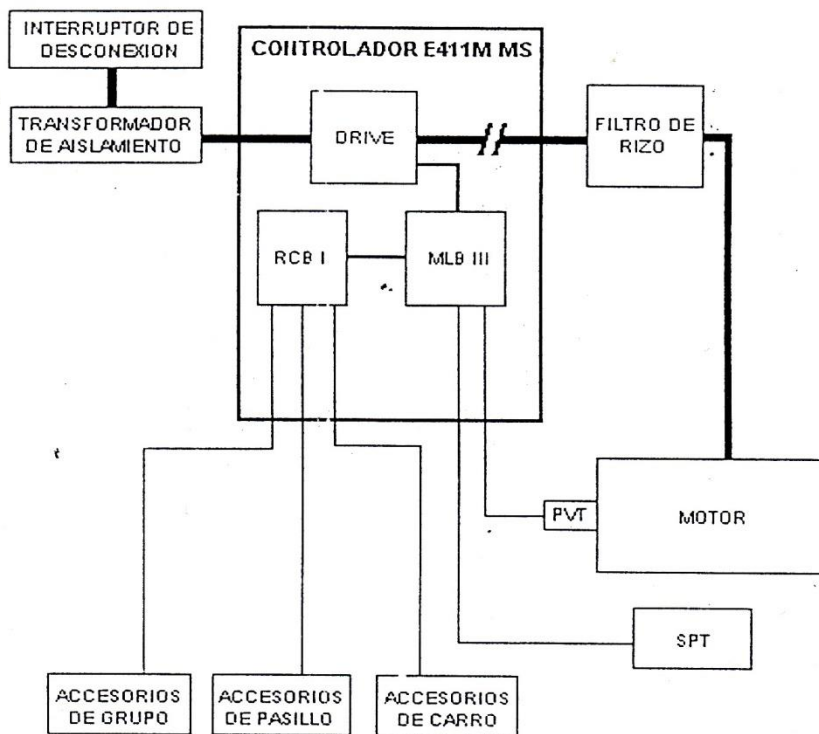 INTERRUPTOR DE
DESCONEXION
CONTROLADOR E411M MS
TRANSFORMADOR
DE AISLAMIENTO
DRIVE
FILTRO DE
RIZO
RCB I
MLB III
PVT
MOTOR
SPT
ACCESORIOS
DE GRUPO
ACCESORIOS
DE PASILLO
ACCESORIOS
DE CARRO